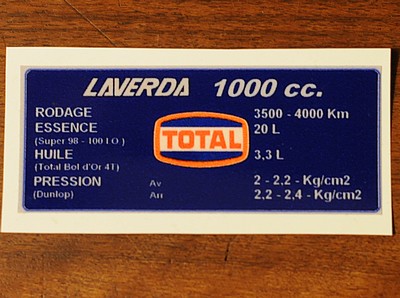 LAVERDA 1000 cc.
RODAGE 3500 - 4000 Km
ESSENCE 20 L
(Super 98 - 100 I.O.)
TOTAL
HUILE 3,3 L
(Total Bol d'Or 4T)
PRESSION Av 2 - 2,2 - Kg/cm2
(Dunlop) Arr 2,2 - 2,4 - Kg/cm2